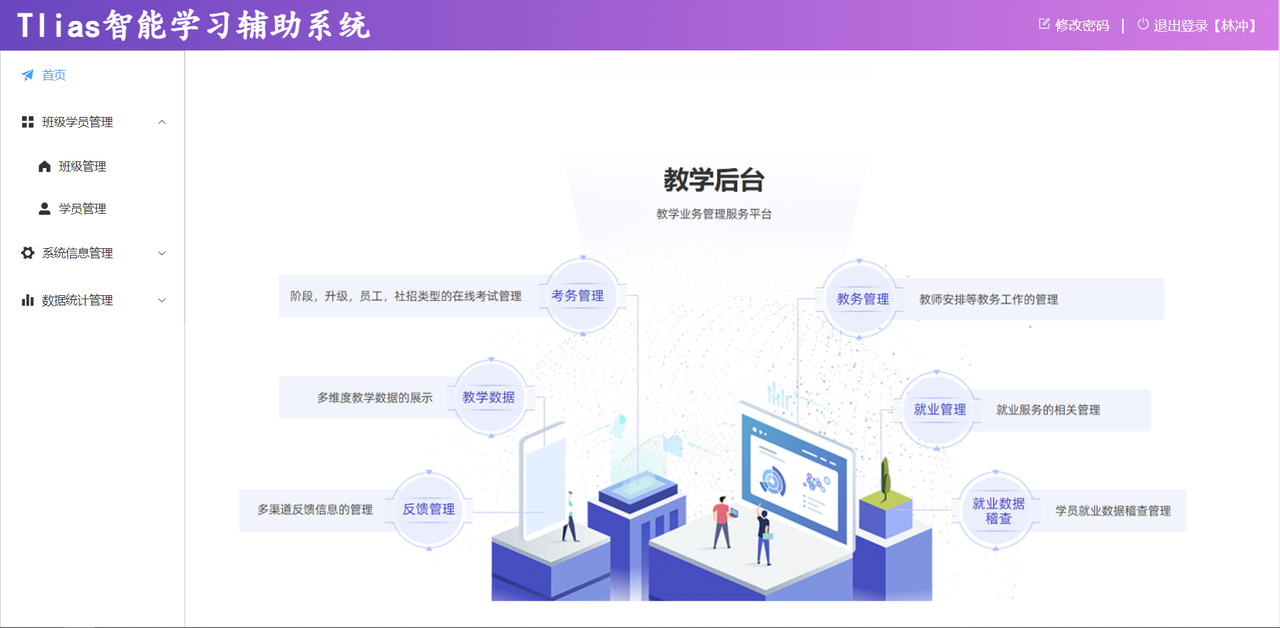 Tlias智能学习辅助系统
修改密码 | 退出登录【林冲】
首页
班级学员管理
班级管理
学员管理
系统信息管理
数据统计管理
教学后台
教学业务管理服务平台
阶段，升级，员工，社招类型的在线考试管理
考务管理
教务管理
教师安排等教务工作的管理
多维度教学数据的展示
教学数据
就业管理
就业服务的相关管理
多渠道反馈信息的管理
反馈管理
就业数据
稽查
学员就业数据稽查管理